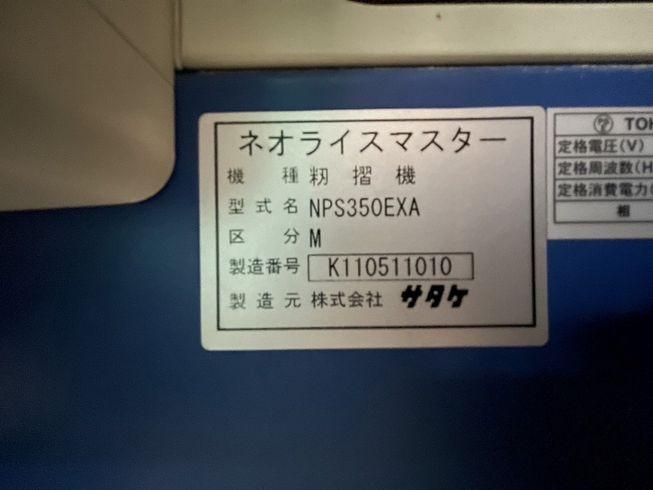 ネオライスマスター
機種 籾摺機
型式名 NPS350EXA
区分 M
製造番号 K110511010
製造元 株式会社 サタケ
TOK
定格電圧(V)
定格周波数(H
定格消費電力(
相